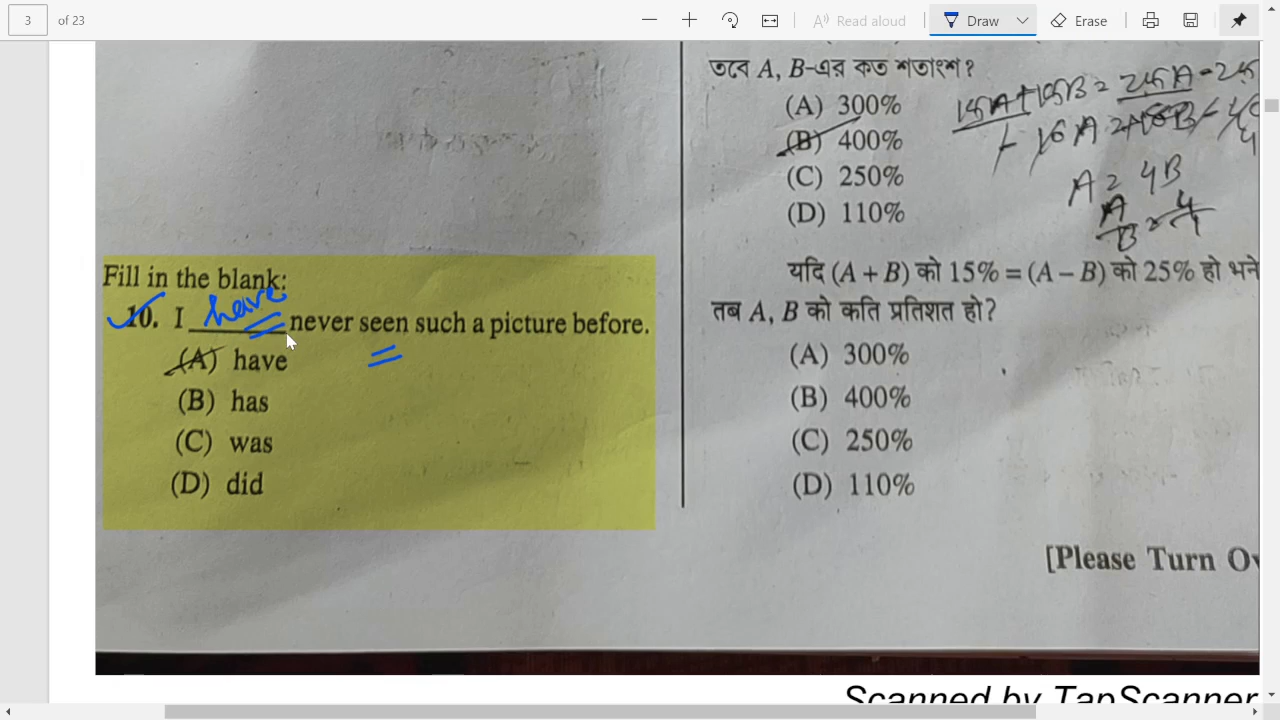 3 of 23
Read aloud
Draw
Erase
Fill in the blank:
have
10. I ______ never seen such a picture before.
(A) have
(B) has
(C) was
(D) did
তবে A, B-এর কত শতাংশ?
(A) 300%
(B) 400%
(C) 250%
(D) 110%
A = 4B
यदि (A + B) को 15% = (A – B) को 25% हो भने
तब A, B को कति प्रतिशत हो?
(A) 300%
(B) 400%
(C) 250%
(D) 110%
[Please Turn Ov
Scanned by TapScanner